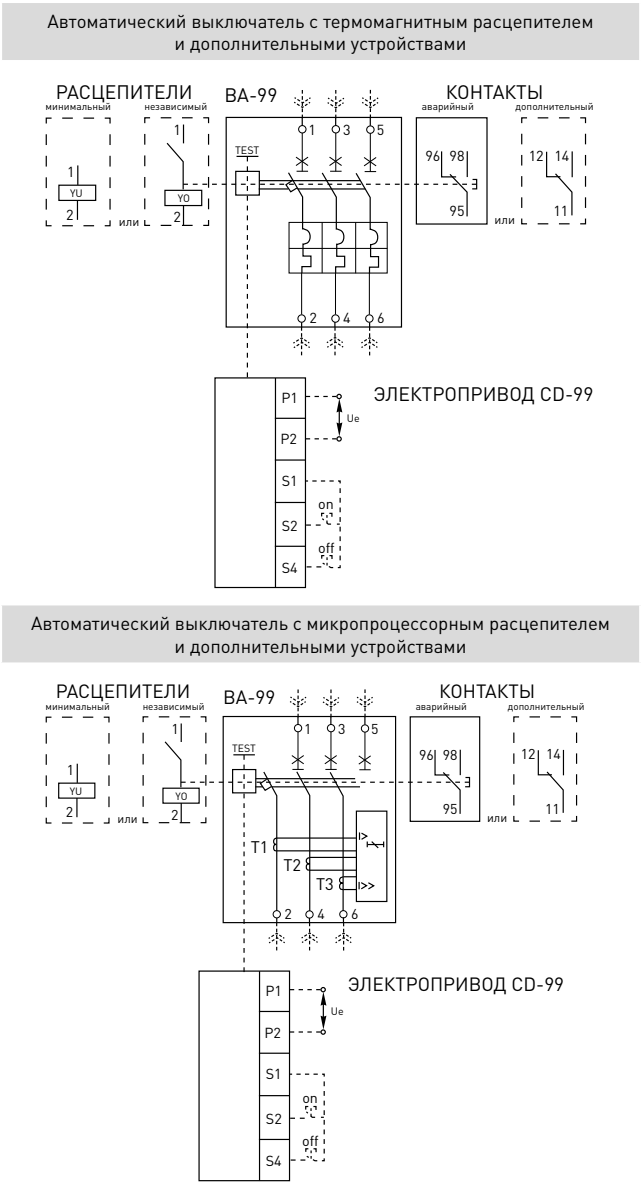 Автоматический выключатель с термомагнитным расцепителем
и дополнительными устройствами
РАСЦЕПИТЕЛИ ВА-99 КОНТАКТЫ
минимальный независимый аварийный дополнительный
1 1 3 5
TEST
96 98 12 14
1
YU YO
2 2
95 11
или или
2 4 6
P1
ЭЛЕКТРОПРИВОД CD-99
Ue
P2
S1
on
S2
off
S4
Автоматический выключатель с микропроцессорным расцепителем
и дополнительными устройствами
РАСЦЕПИТЕЛИ ВА-99 КОНТАКТЫ
минимальный независимый аварийный дополнительный
1 1 3 5
TEST
96 98 12 14
1
YU YO
2 2
95 11
или или
T1 I>
T2
T3 I>>
2 4 6
P1
ЭЛЕКТРОПРИВОД CD-99
Ue
P2
S1
on
S2
off
S4